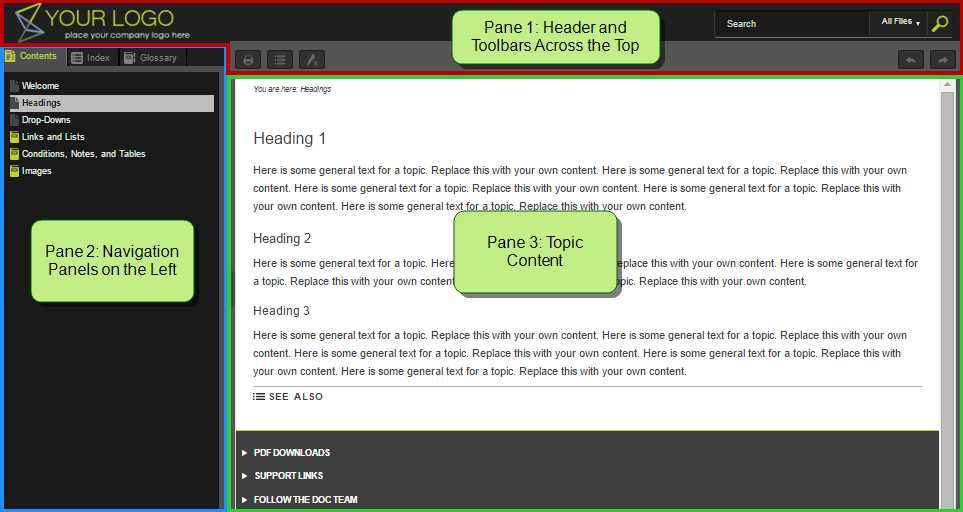 YOUR LOGO
place your company logo here
Pane 1: Header and
Toolbars Across the Top
Search
All Files
Contents
Index
Glossary
Welcome
Headings
Drop-Downs
Links and Lists
Conditions, Notes, and Tables
Images
Pane 2: Navigation
Panels on the Left
You are here: Headings
Heading 1
Here is some general text for a topic. Replace this with your own content. Here is some general text for a topic. Replace this with your own
content. Here is some general text for a topic. Replace this with your own content. Here is some general text for a topic. Replace this with
your own content. Here is some general text for a topic. Replace this with your own content.
Pane 3: Topic
Content
Heading 2
Here is some general text for a topic. Here eplace this with your own content. Here is some general text for
a topic. Replace this with your own content pic. Replace this with your own content.
Heading 3
Here is some general text for a topic. Replace this with your own content. Here is some general text for a topic. Replace this with your own
content. Here is some general text for a topic. Replace this with your own content. Here is some general text for a topic. Replace this with
your own content. Here is some general text for a topic. Replace this with your own content.
SEE ALSO
PDF DOWNLOADS
SUPPORT LINKS
FOLLOW THE DOC TEAM